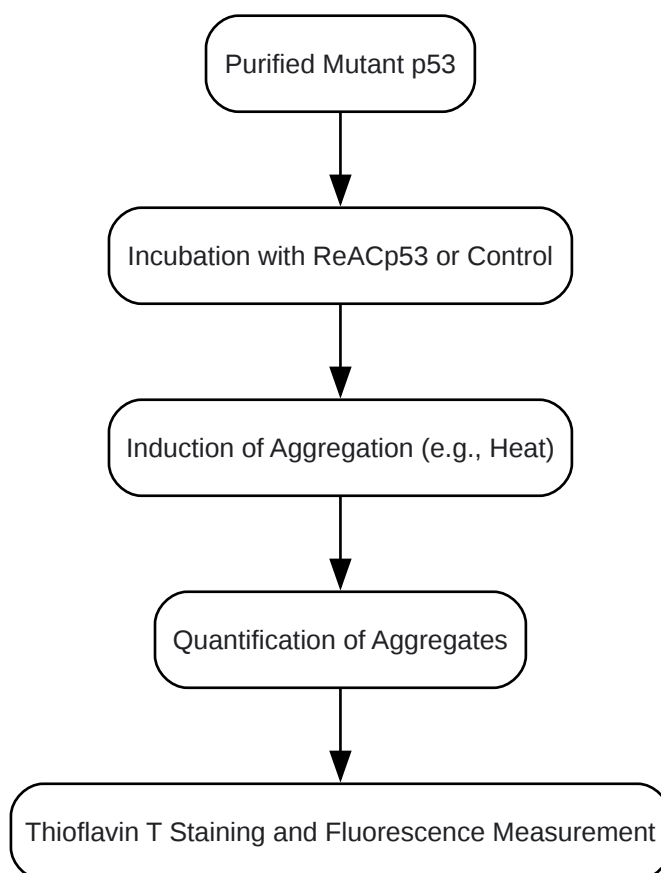 Purified Mutant p53
Incubation with ReACp53 or Control
Induction of Aggregation (e.g., Heat)
Quantification of Aggregates
Thioflavin T Staining and Fluorescence Measurement